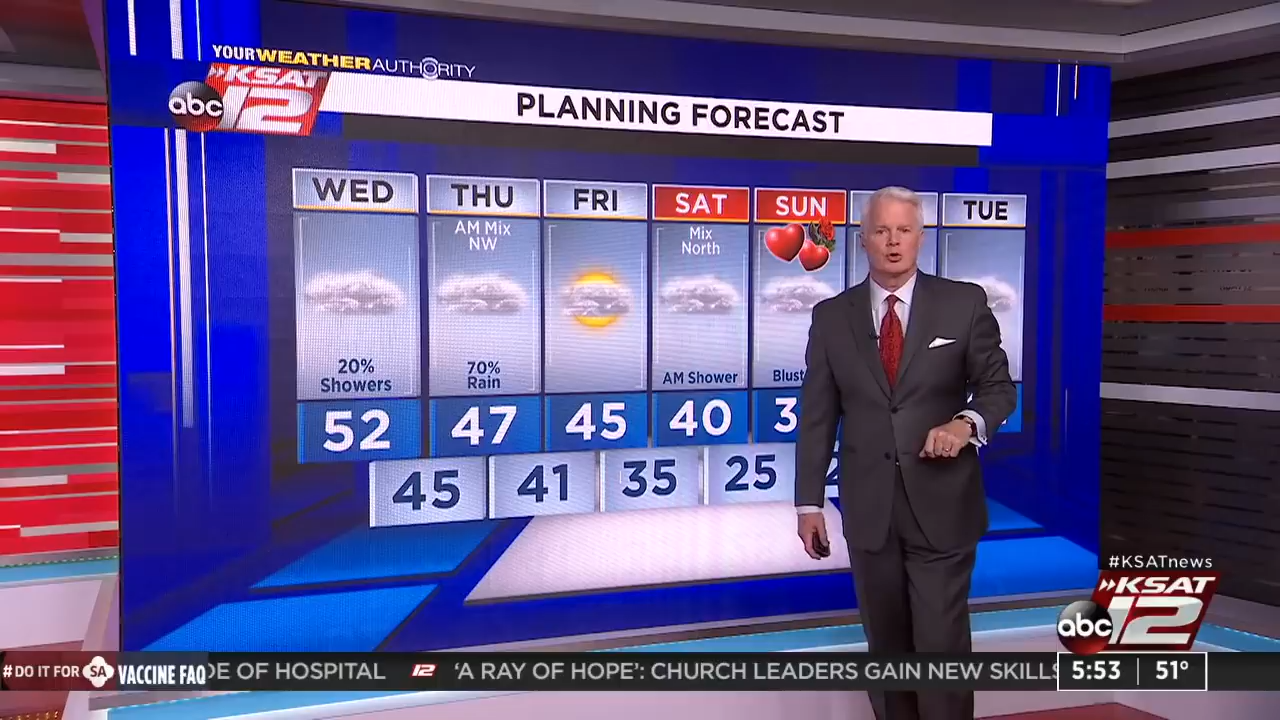 YOUR WEATHER AUTHORITY
»KSAT
abc 12
PLANNING FORECAST
WED THU FRI SAT SUN TUE
AM Mix
NW
Mix
North
20%
Showers
70%
Rain
AM Shower
52 47 45 40
45 41 35 25
#KSATnews
»KSAT
abc 12
#DO IT FOR SA VACCINE FAQ
OF HOSPITAL 12 'A RAY OF HOPE': CHURCH LEADERS GAIN NEW SKILLS
5:53 51°